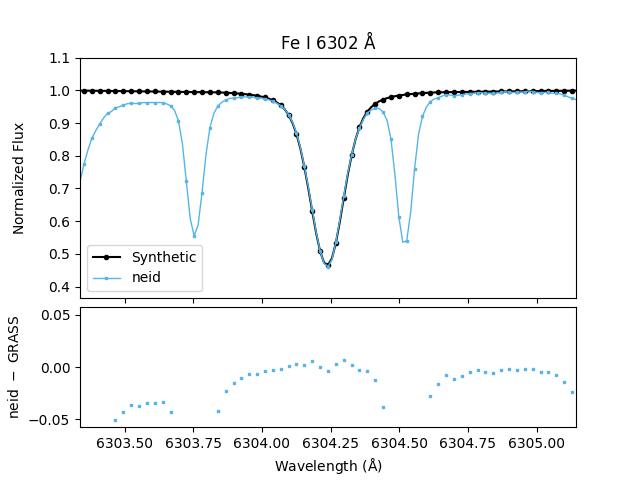 Fe I 6302 Å
1.1
1.0
0.9
0.8
0.7
0.6
0.5
0.4
Normalized Flux
Synthetic
neid
0.05
0.00
−0.05
neid − GRASS
6303.50 6303.75 6304.00 6304.25 6304.50 6304.75 6305.00
Wavelength (Å)